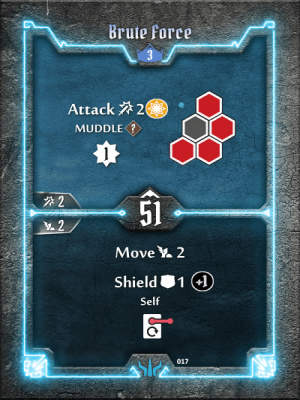 Brute Force
3
Attack 2
MUDDLE ?
1
2
51
2
Move 2
Shield 1 +1
Self
017